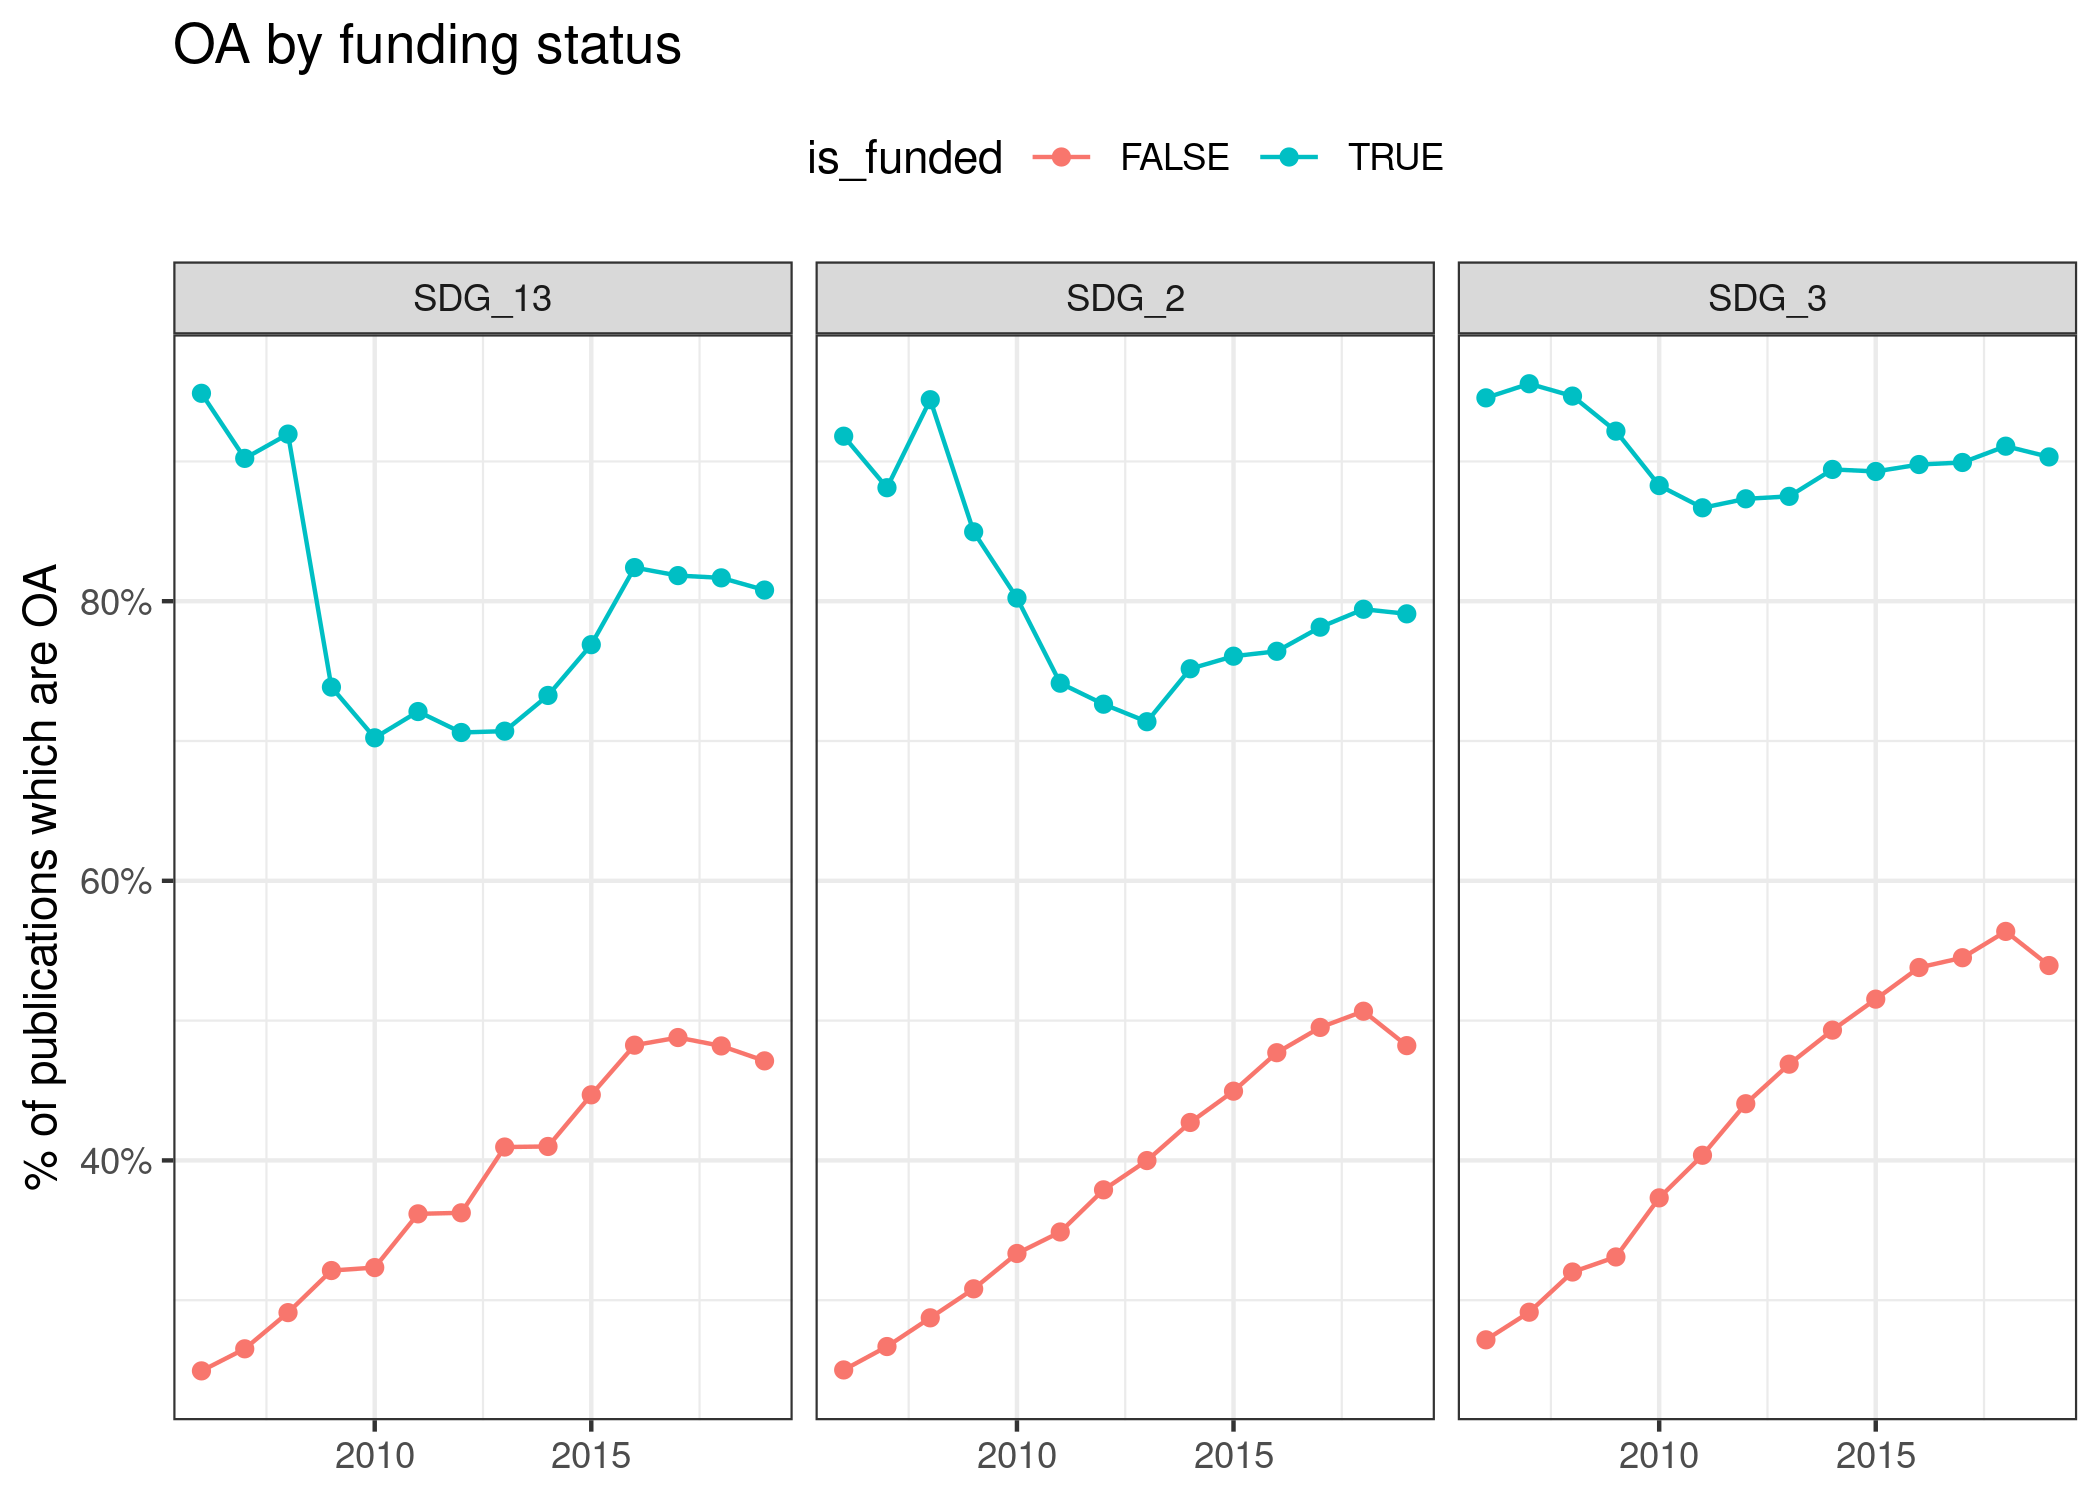 OA by funding status
is_funded FALSE TRUE
SDG_13 SDG_2 SDG_3
% of publications which are OA
80%
60%
40%
2010 2015 2010 2015 2010 2015